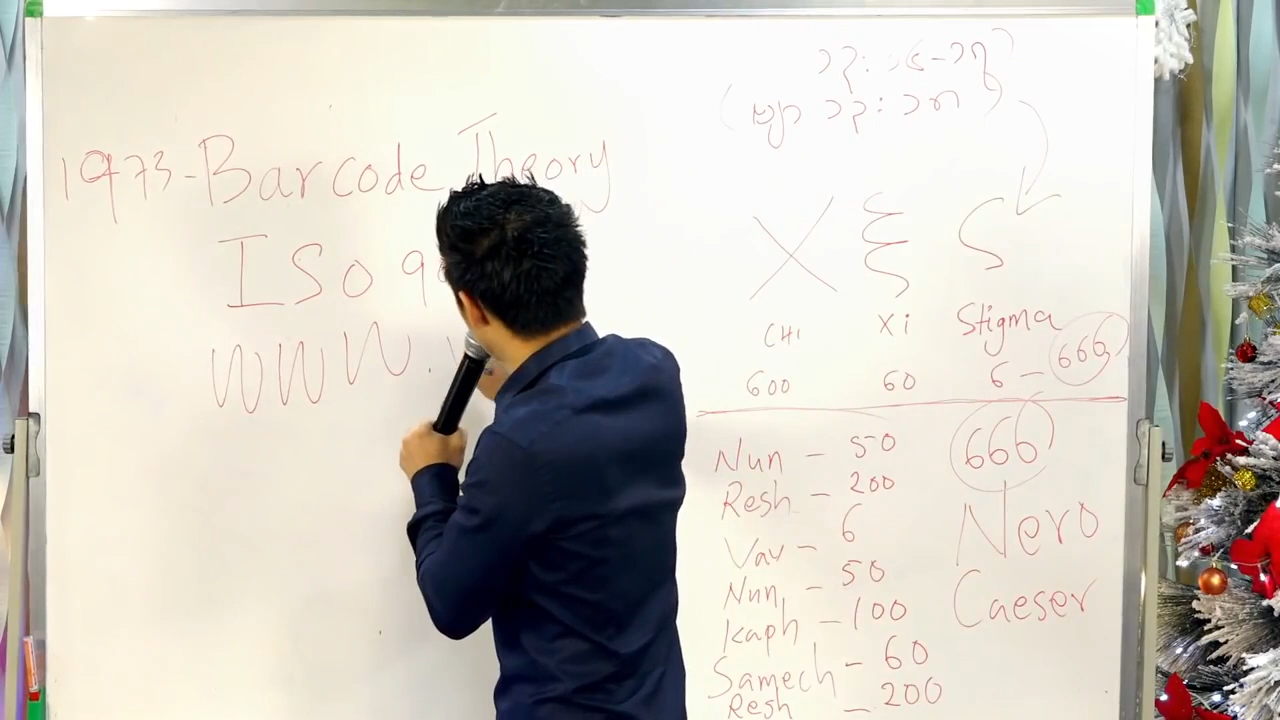 1973-Barcode Theory
ISO 9
WWW.
χ ξ ς
CHI Xi Stigma
600 60 6 - 666
Nun - 50
Resh - 200
Vav - 6
Nun - 50
Kaph - 100
Samech - 60
Resh - 200
666
Nero
Caeser